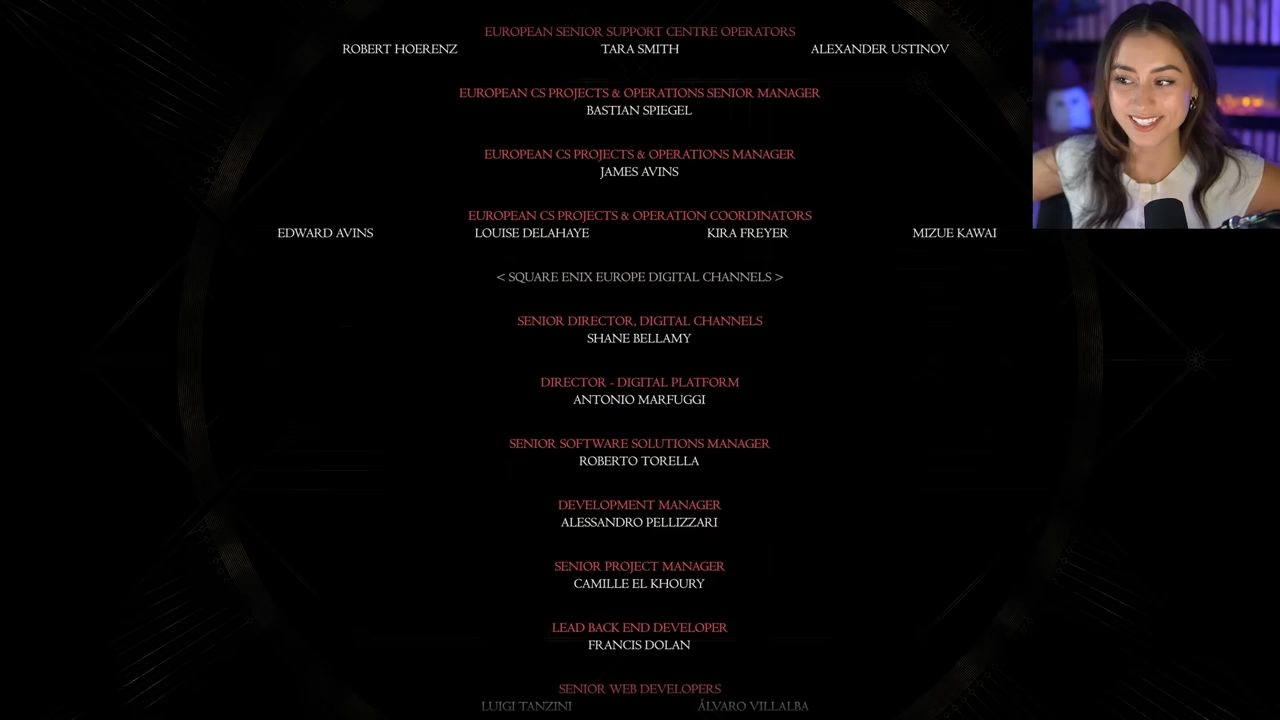 EUROPEAN SENIOR SUPPORT CENTRE OPERATORS
ROBERT HOERENZ TARA SMITH ALEXANDER USTINOV
EUROPEAN CS PROJECTS & OPERATIONS SENIOR MANAGER
BASTIAN SPIEGEL
EUROPEAN CS PROJECTS & OPERATIONS MANAGER
JAMES AVINS
EUROPEAN CS PROJECTS & OPERATION COORDINATORS
EDWARD AVINS LOUISE DELAHAYE KIRA FREYER MIZUE KAWAI
< SQUARE ENIX EUROPE DIGITAL CHANNELS >
SENIOR DIRECTOR, DIGITAL CHANNELS
SHANE BELLAMY
DIRECTOR - DIGITAL PLATFORM
ANTONIO MARFUGGI
SENIOR SOFTWARE SOLUTIONS MANAGER
ROBERTO TORELLA
DEVELOPMENT MANAGER
ALESSANDRO PELLIZZARI
SENIOR PROJECT MANAGER
CAMILLE EL KHOURY
LEAD BACK END DEVELOPER
FRANCIS DOLAN
SENIOR WEB DEVELOPERS
LUIGI TANZINI ÁLVARO VILLALBA